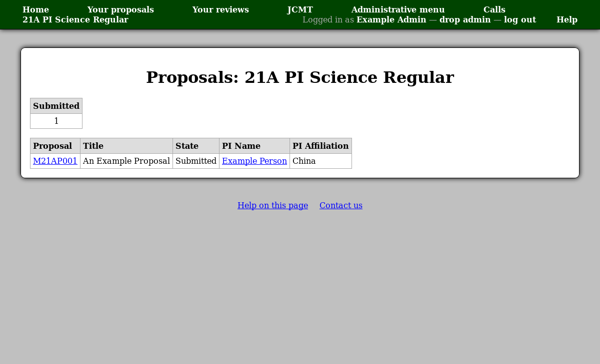 Home Your proposals Your reviews JCMT Administrative menu Calls
21A PI Science Regular Logged in as Example Admin — drop admin — log out Help
Proposals: 21A PI Science Regular
Submitted
1
Proposal Title State PI Name PI Affiliation
M21AP001 An Example Proposal Submitted Example Person China
Help on this page Contact us